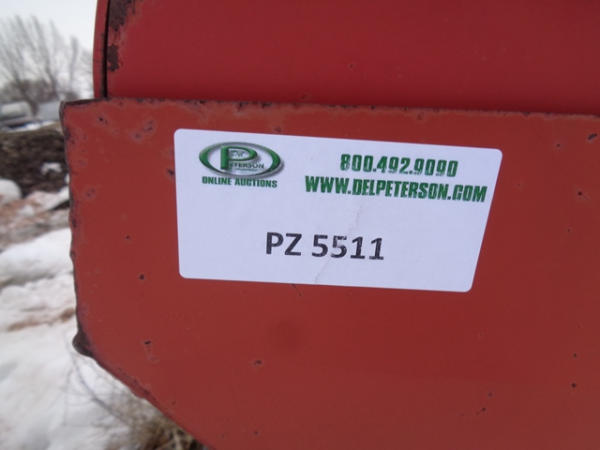 PETERSON
ONLINE AUCTIONS
800.492.9090
WWW.DELPETERSON.COM
PZ 5511